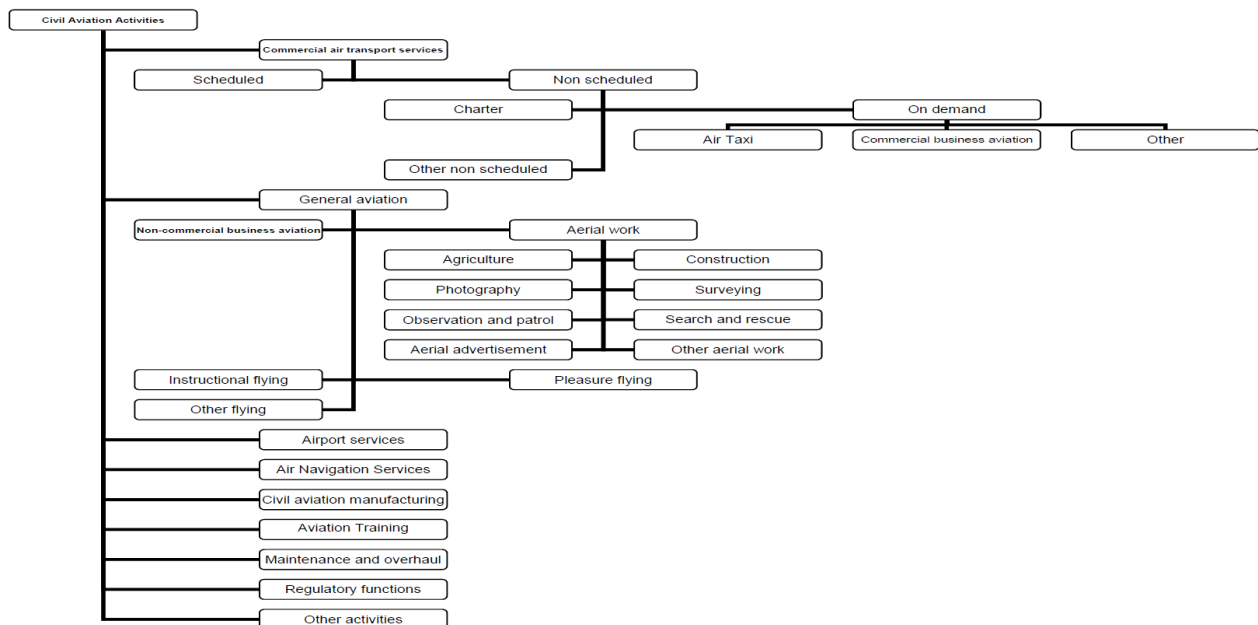 Civil Aviation Activities
Commercial air transport services
Scheduled
Non scheduled
Charter
On demand
Air Taxi
Commercial business aviation
Other
Other non scheduled
General aviation
Non-commercial business aviation
Aerial work
Agriculture
Construction
Photography
Surveying
Observation and patrol
Search and rescue
Aerial advertisement
Other aerial work
Instructional flying
Pleasure flying
Other flying
Airport services
Air Navigation Services
Civil aviation manufacturing
Aviation Training
Maintenance and overhaul
Regulatory functions
Other activities